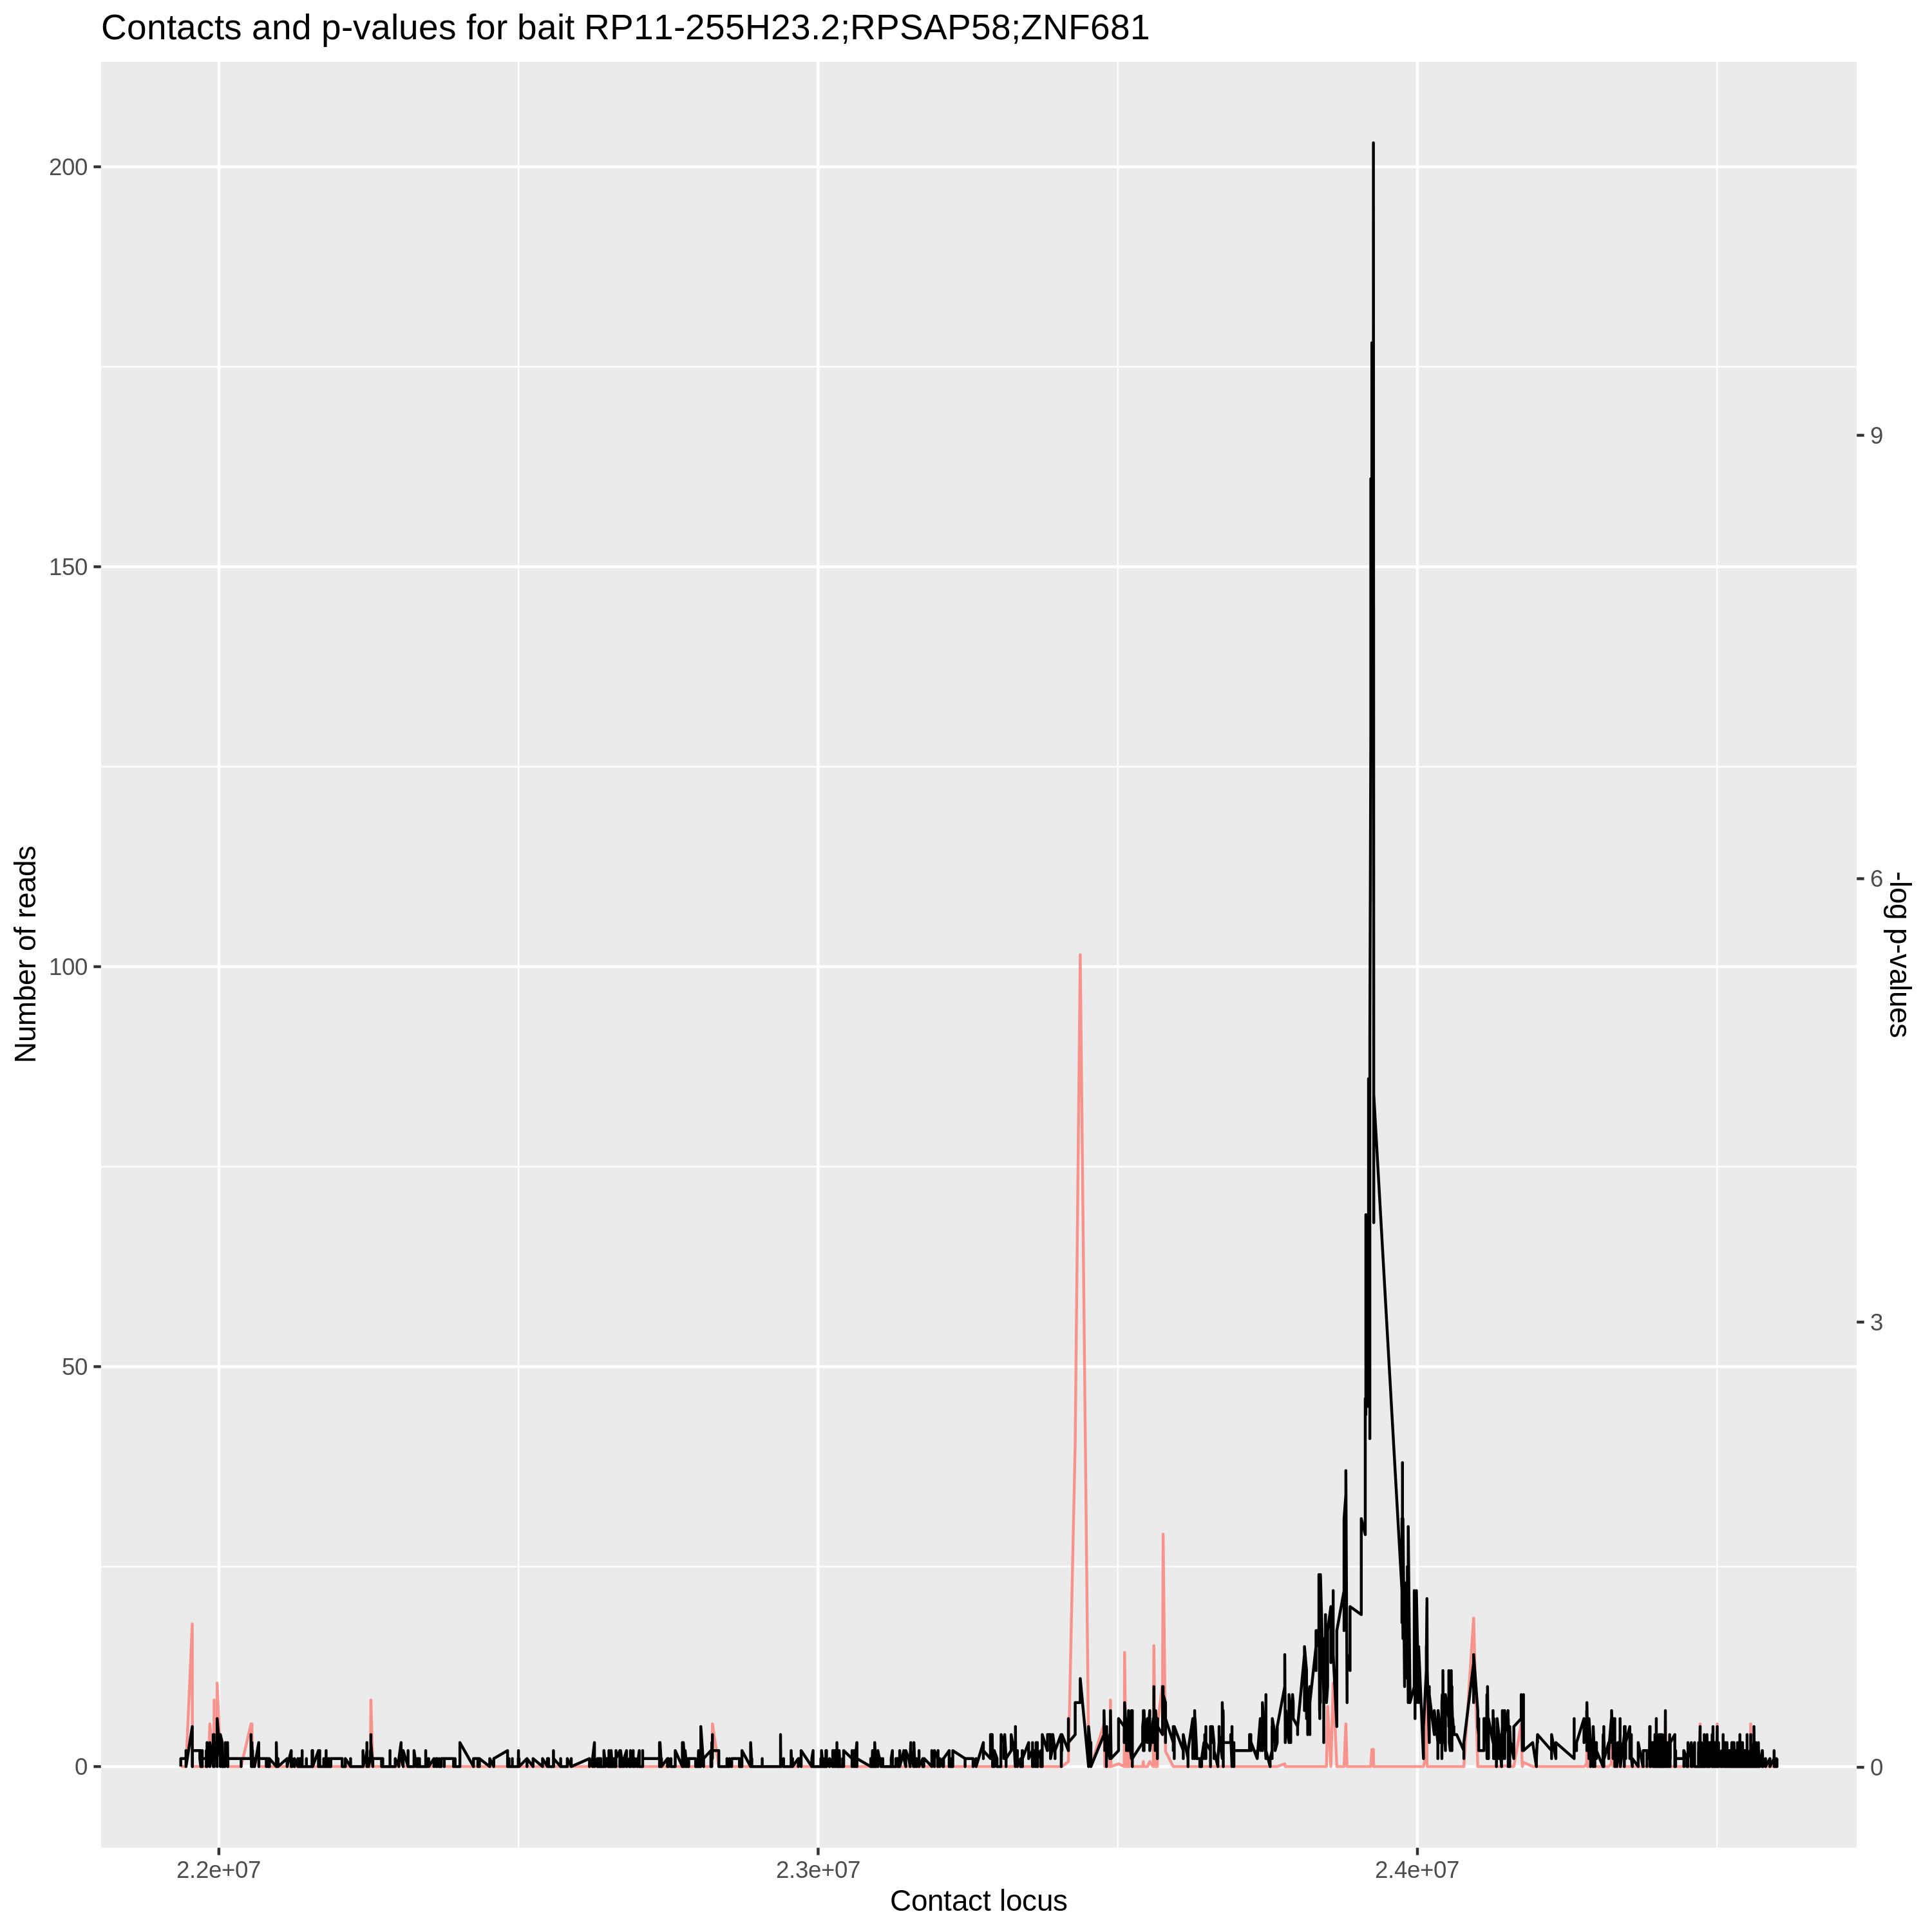 Contacts and p-values for bait RP11-255H23.2;RPSAP58;ZNF681
Number of reads
200
150
100
50
0
9
6
3
0
-log p-values
2.2e+07
2.3e+07
2.4e+07
Contact locus